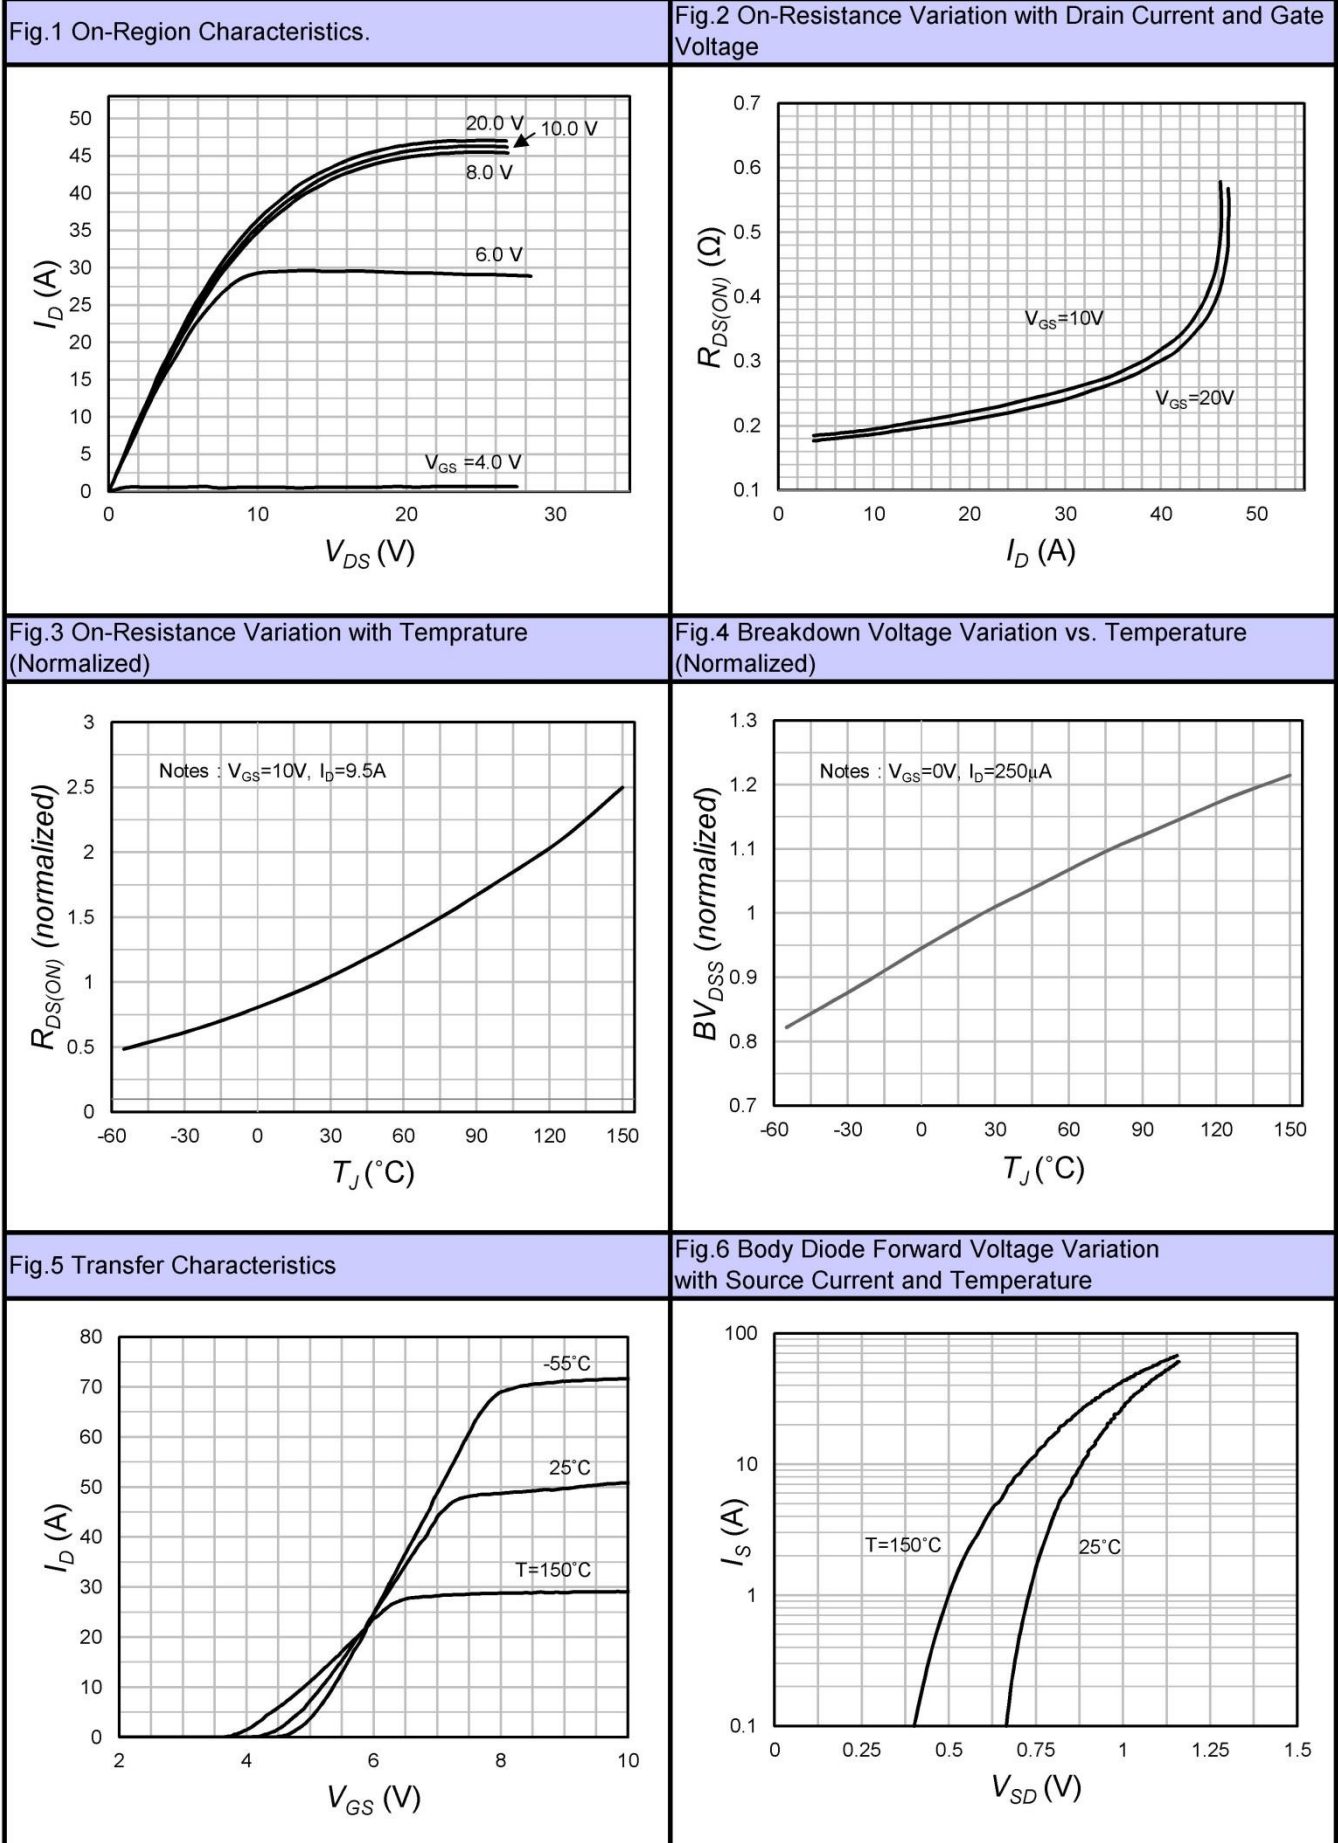 Fig.1 On-Region Characteristics.
50
45
40
35
30
25
20
15
10
5
0
I_D (A)
20.0 V
10.0 V
8.0 V
6.0 V
V_GS =4.0 V
0 10 20 30
V_DS (V)
Fig.2 On-Resistance Variation with Drain Current and Gate
Voltage
0.7
0.6
0.5
0.4
0.3
0.2
0.1
R_DS(ON) (Ω)
V_GS=10V
V_GS=20V
0 10 20 30 40 50
I_D (A)
Fig.3 On-Resistance Variation with Temprature
(Normalized)
3
2.5
2
1.5
1
0.5
0
R_DS(ON) (normalized)
Notes : V_GS=10V, I_D=9.5A
-60 -30 0 30 60 90 120 150
T_J (˚C)
Fig.4 Breakdown Voltage Variation vs. Temperature
(Normalized)
1.3
1.2
1.1
1
0.9
0.8
0.7
BV_DSS (normalized)
Notes : V_GS=0V, I_D=250μA
-60 -30 0 30 60 90 120 150
T_J (˚C)
Fig.5 Transfer Characteristics
80
70
60
50
40
30
20
10
0
I_D (A)
-55˚C
25˚C
T=150˚C
2 4 6 8 10
V_GS (V)
Fig.6 Body Diode Forward Voltage Variation
with Source Current and Temperature
100
10
1
0.1
I_S (A)
T=150˚C
25˚C
0 0.25 0.5 0.75 1 1.25 1.5
V_SD (V)